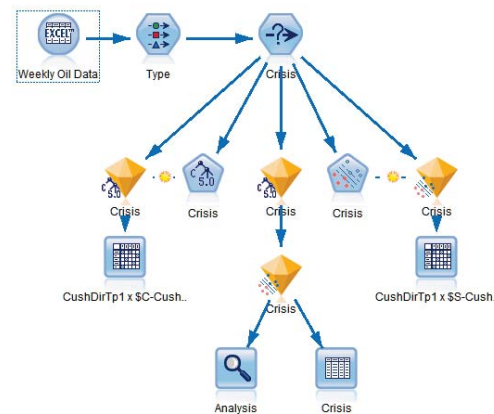 EXCEL
Weekly Oil Data
Type
-?->
Crisis
C 5.0
Crisis
C 5.0
Crisis
C 5.0
Crisis
Crisis
Crisis
CushDirTp1 x $C-Cush..
Crisis
CushDirTp1 x $S-Cush
Analysis
Crisis